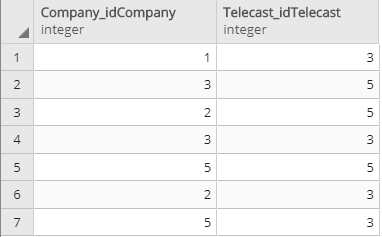 Company_idCompany Telecast_idTelecast
integer integer
1 1 3
2 3 5
3 2 5
4 3 3
5 5 5
6 2 3
7 5 3